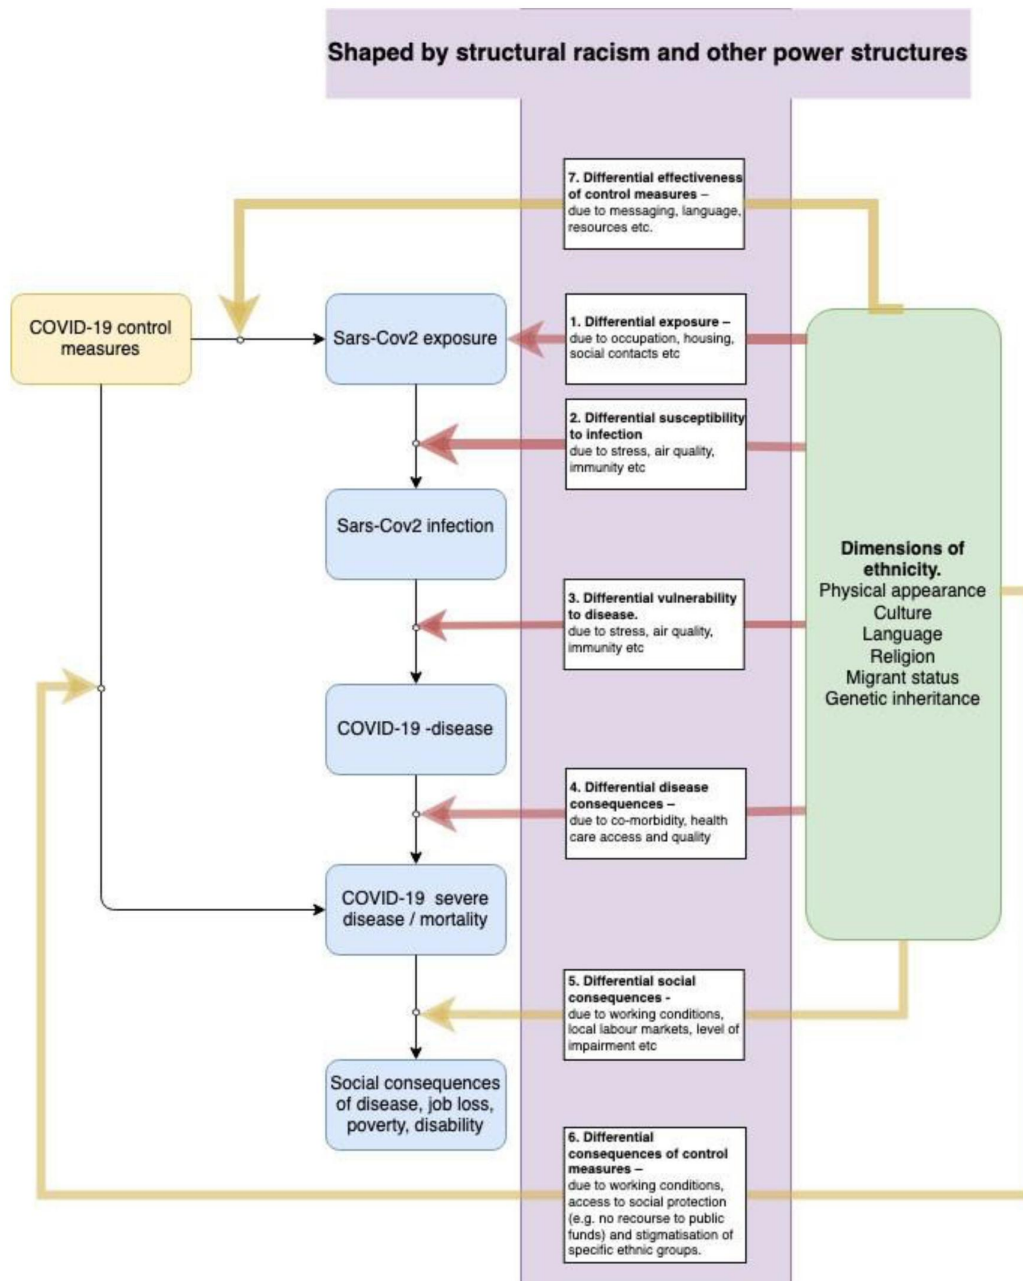 Shaped by structural racism and other power structures
7. Differential effectiveness
of control measures –
due to messaging, language,
resources etc.
COVID-19 control
measures
Sars-Cov2 exposure
1. Differential exposure –
due to occupation, housing,
social contacts etc
2. Differential susceptibility
to infection
due to stress, air quality,
immunity etc
Sars-Cov2 infection
Dimensions of
ethnicity.
Physical appearance
Culture
Language
Religion
Migrant status
Genetic inheritance
3. Differential vulnerability
to disease.
due to stress, air quality,
immunity etc
COVID-19 -disease
4. Differential disease
consequences –
due to co-morbidity, health
care access and quality
COVID-19 severe
disease / mortality
5. Differential social
consequences -
due to working conditions,
local labour markets, level of
impairment etc
Social consequences
of disease, job loss,
poverty, disability
6. Differential
consequences of control
measures –
due to working conditions,
access to social protection
(e.g. no recourse to public
funds) and stigmatisation of
specific ethnic groups.